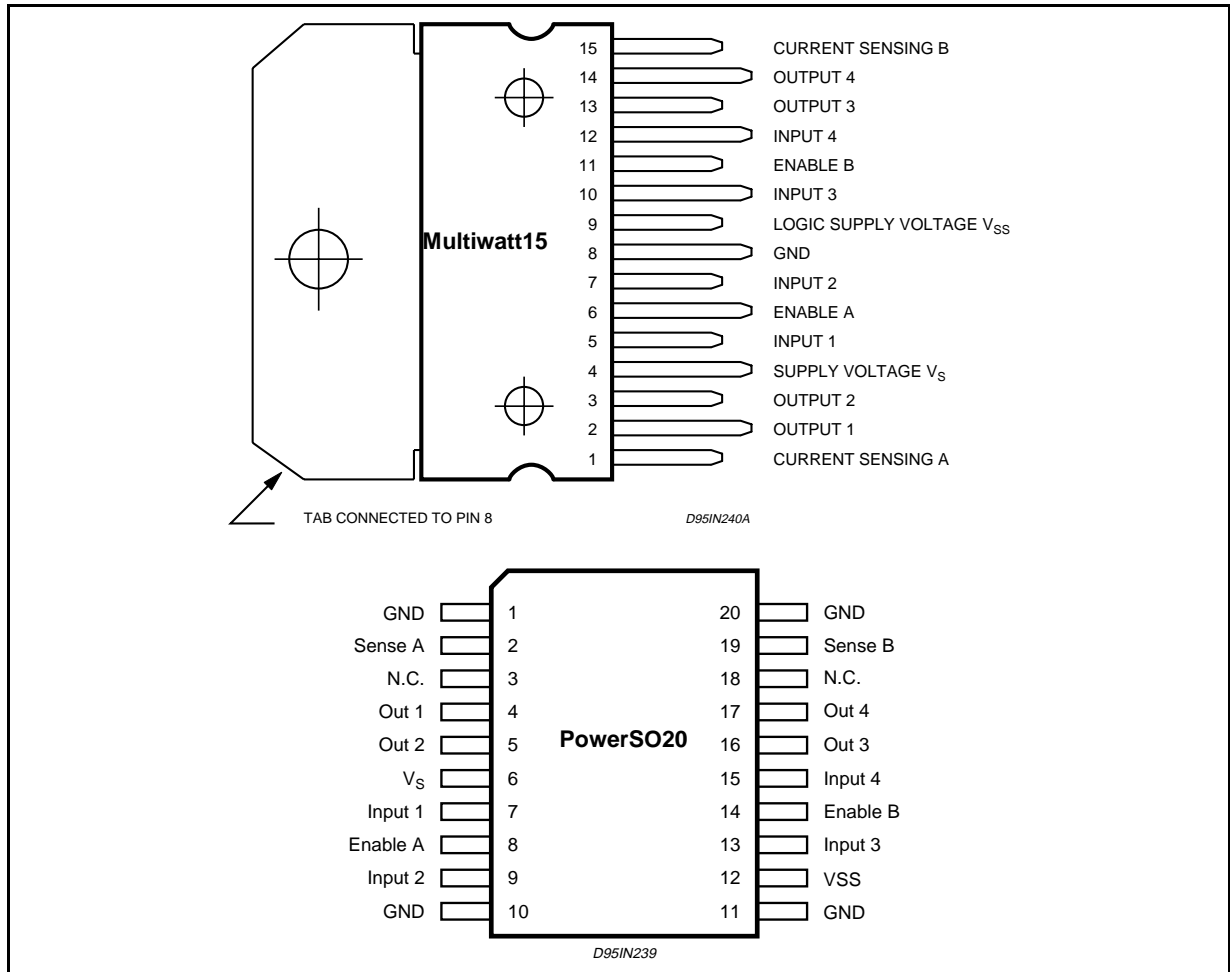 15 CURRENT SENSING B
14 OUTPUT 4
13 OUTPUT 3
12 INPUT 4
11 ENABLE B
10 INPUT 3
9 LOGIC SUPPLY VOLTAGE VSS
Multiwatt15
8 GND
7 INPUT 2
6 ENABLE A
5 INPUT 1
4 SUPPLY VOLTAGE VS
3 OUTPUT 2
2 OUTPUT 1
1 CURRENT SENSING A
TAB CONNECTED TO PIN 8
D95IN240A
GND 1 20 GND
Sense A 2 19 Sense B
N.C. 3 18 N.C.
Out 1 4 17 Out 4
PowerSO20
Out 2 5 16 Out 3
VS 6 15 Input 4
Input 1 7 14 Enable B
Enable A 8 13 Input 3
Input 2 9 12 VSS
GND 10 11 GND
D95IN239